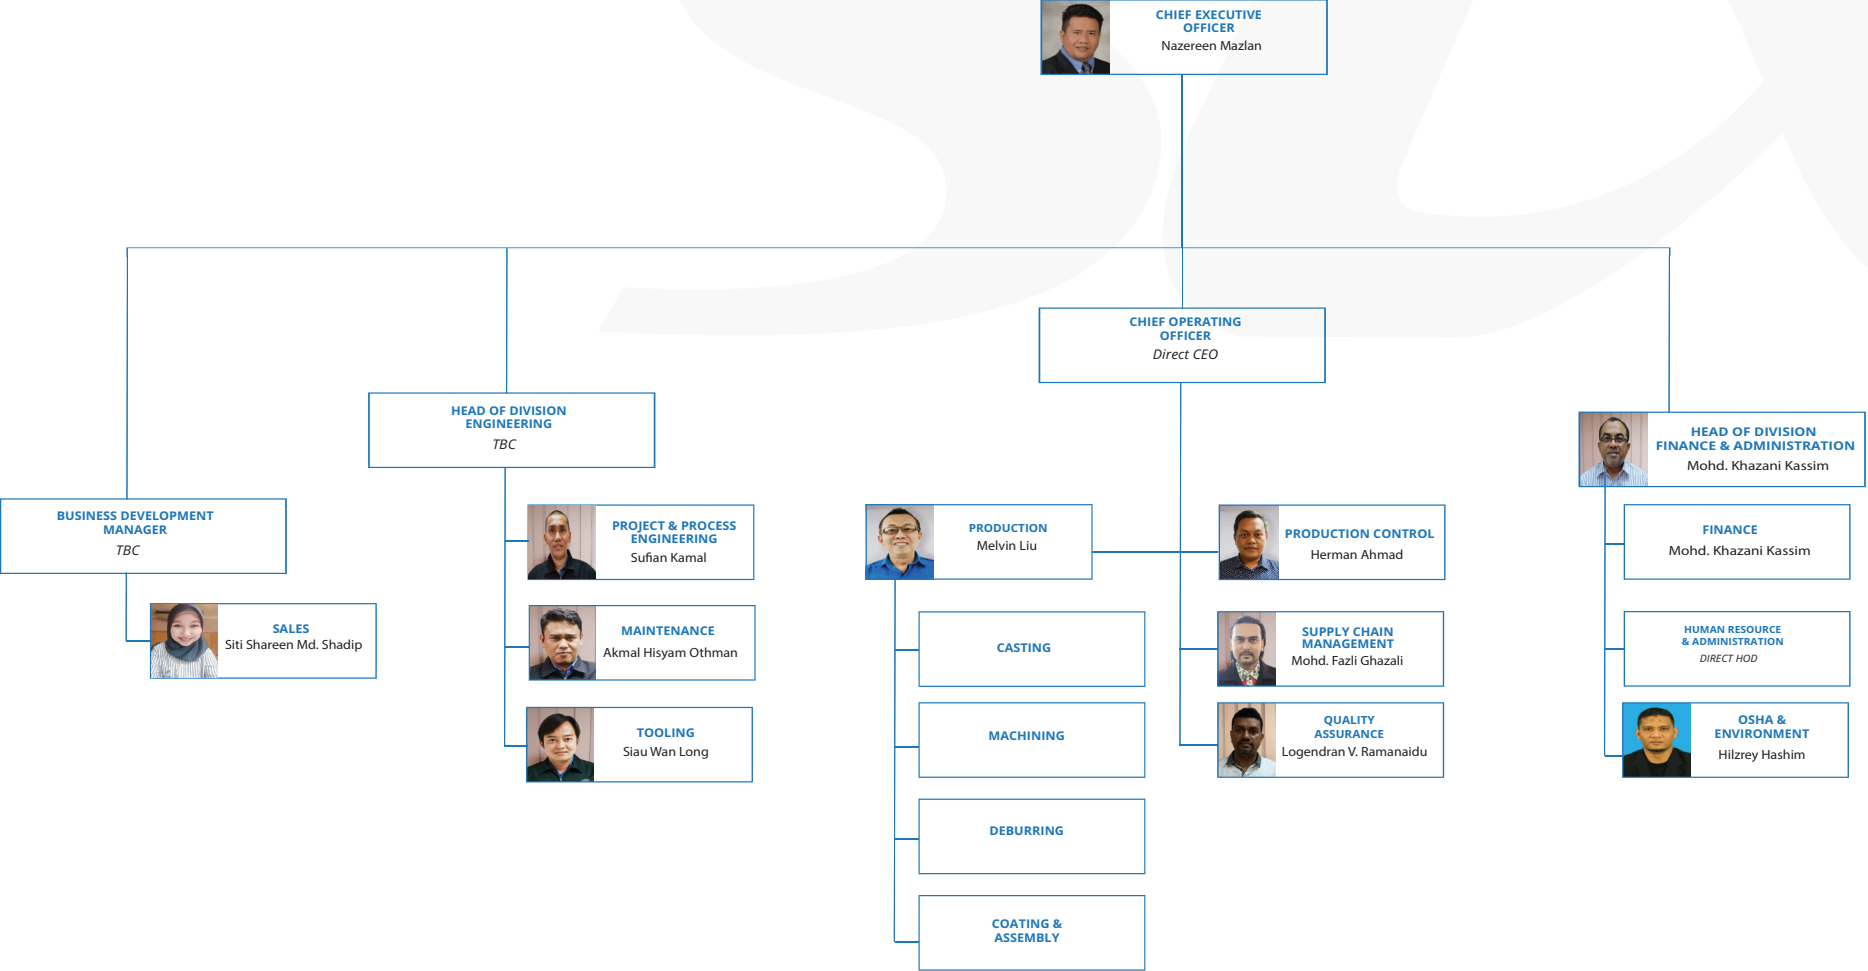 CHIEF EXECUTIVE
OFFICER
Nazereen Mazlan
CHIEF OPERATING
OFFICER
Direct CEO
HEAD OF DIVISION
ENGINEERING
TBC
HEAD OF DIVISION
FINANCE & ADMINISTRATION
Mohd. Khazani Kassim
BUSINESS DEVELOPMENT
MANAGER
TBC
SALES
Siti Shareen Md. Shadip
PROJECT & PROCESS
ENGINEERING
Sufian Kamal
MAINTENANCE
Akmal Hisyam Othman
TOOLING
Siau Wan Long
PRODUCTION
Melvin Liu
CASTING
MACHINING
DEBURRING
COATING &
ASSEMBLY
PRODUCTION CONTROL
Herman Ahmad
SUPPLY CHAIN
MANAGEMENT
Mohd. Fazli Ghazali
QUALITY
ASSURANCE
Logendran V. Ramanaidu
FINANCE
Mohd. Khazani Kassim
HUMAN RESOURCE
& ADMINISTRATION
DIRECT HOD
OSHA &
ENVIRONMENT
Hilzrey Hashim